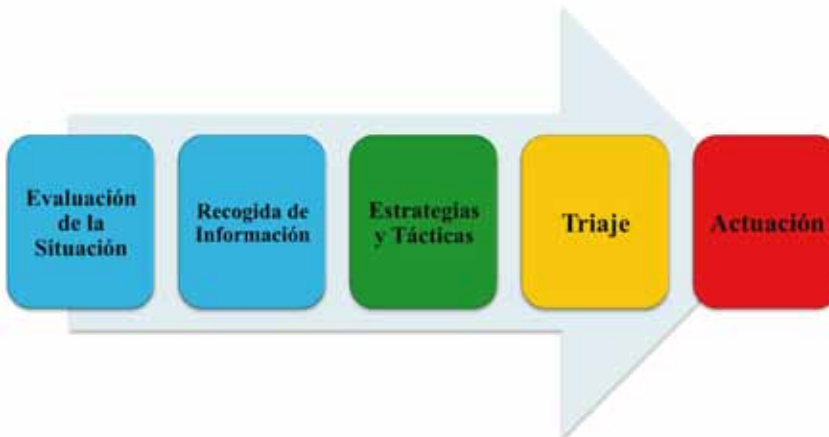 Evaluación
de la
Situación
Recogida de
Información
Estrategias
y Tácticas
Triaje
Actuación